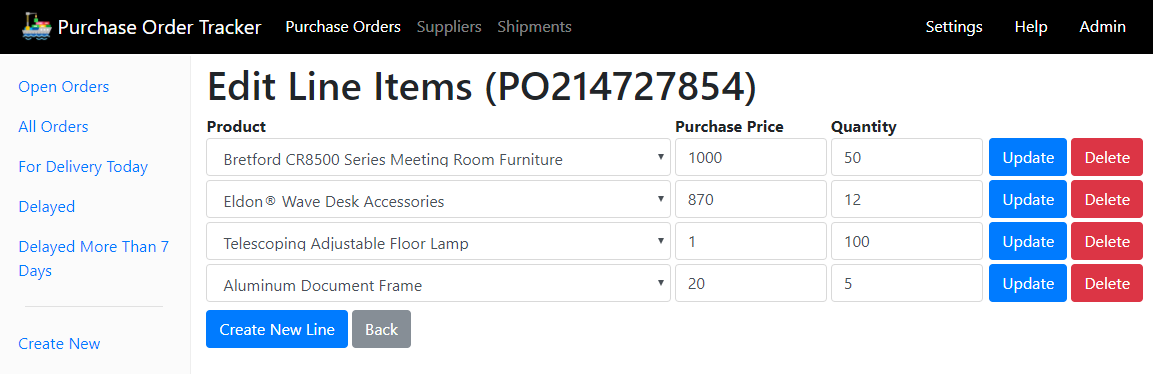 Purchase Order Tracker Purchase Orders Suppliers Shipments Settings Help Admin
Open Orders
All Orders
For Delivery Today
Delayed
Delayed More Than 7
Days
Create New
Edit Line Items (PO214727854)
Product Purchase Price Quantity
Bretford CR8500 Series Meeting Room Furniture 1000 50 Update Delete
Eldon® Wave Desk Accessories 870 12 Update Delete
Telescoping Adjustable Floor Lamp 1 100 Update Delete
Aluminum Document Frame 20 5 Update Delete
Create New Line Back